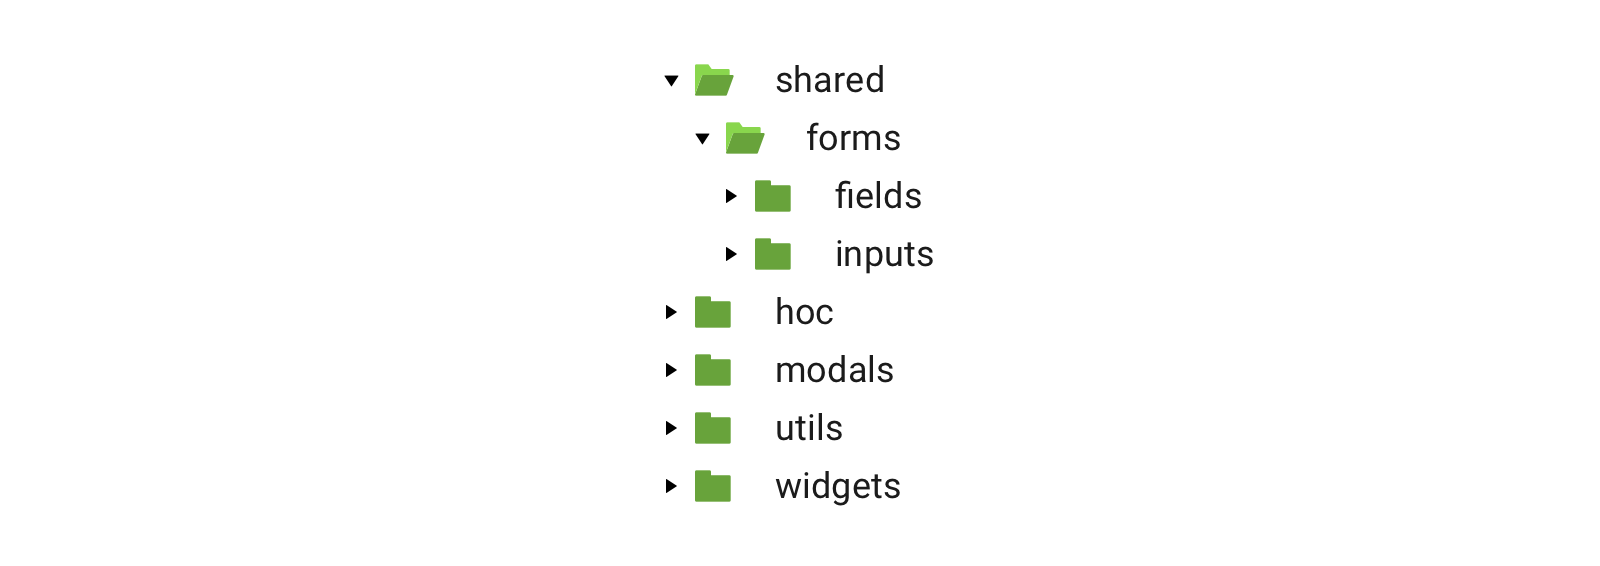 shared
forms
fields
inputs
hoc
modals
utils
widgets